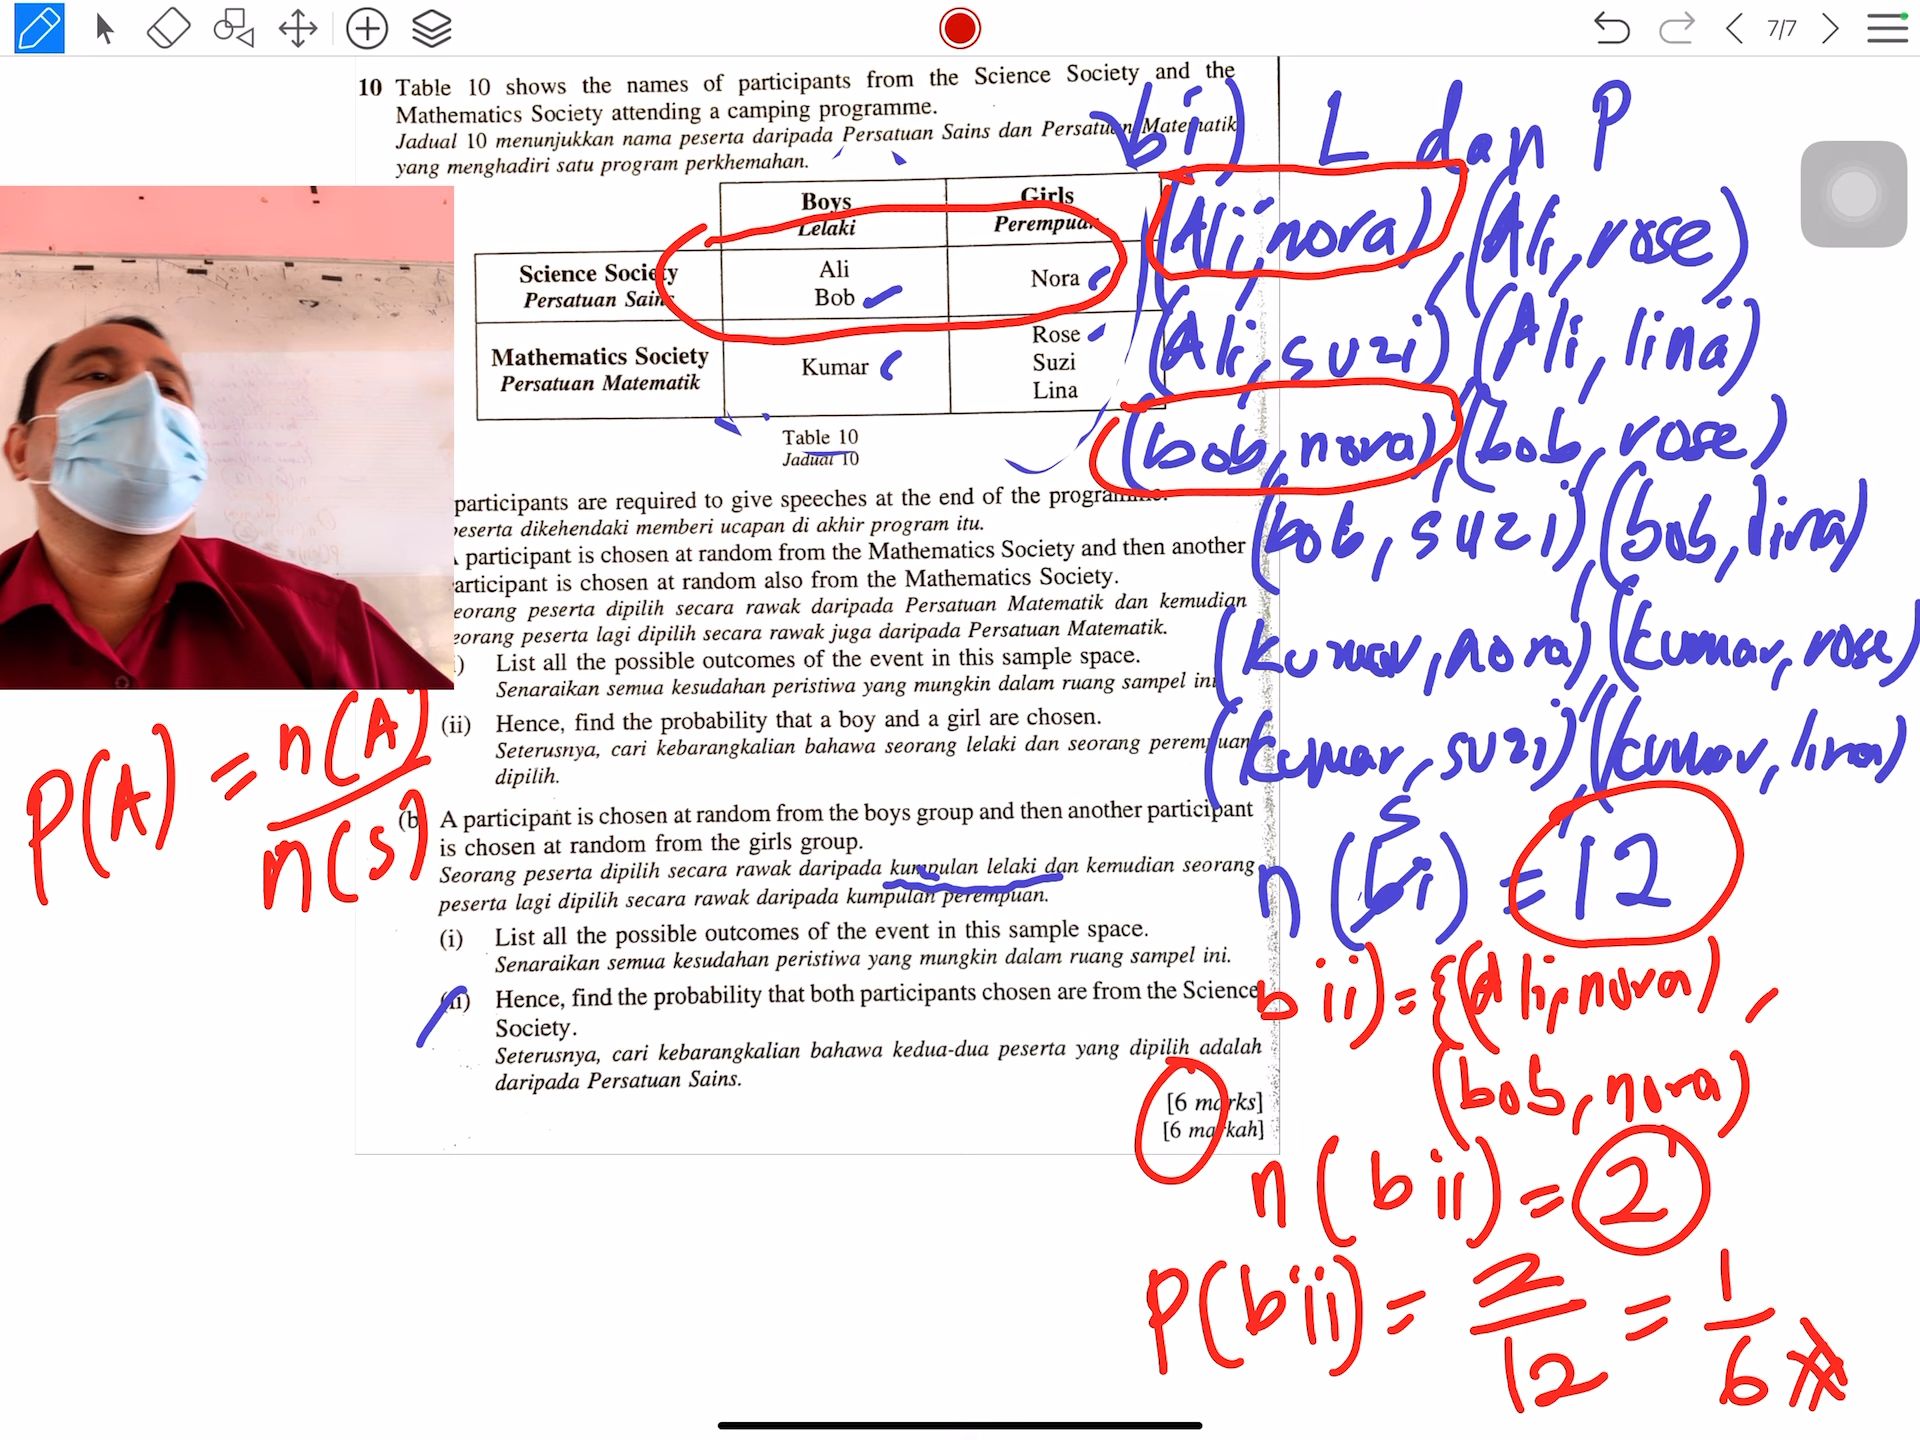 7/7
10 Table 10 shows the names of participants from the Science Society and the
Mathematics Society attending a camping programme.
Jadual 10 menunjukkan nama peserta daripada Persatuan Sains dan Persatuan Matematik
yang menghadiri satu program perkhemahan.
Boys
Lelaki
Girls
Perempuan
Science Society
Persatuan Sains
Ali
Bob
Nora
Mathematics Society
Persatuan Matematik
Kumar
Rose
Suzi
Lina
Table 10
Jadual 10
participants are required to give speeches at the end of the programme.
peserta dikehendaki memberi ucapan di akhir program itu.
A participant is chosen at random from the Mathematics Society and then another
participant is chosen at random also from the Mathematics Society.
eorang peserta dipilih secara rawak daripada Persatuan Matematik dan kemudian
eorang peserta lagi dipilih secara rawak juga daripada Persatuan Matematik.
List all the possible outcomes of the event in this sample space.
Senaraikan semua kesudahan peristiwa yang mungkin dalam ruang sampel ini
(ii) Hence, find the probability that a boy and a girl are chosen.
Seterusnya, cari kebarangkalian bahawa seorang lelaki dan seorang perempuan
dipilih.
(b A participant is chosen at random from the boys group and then another participant
is chosen at random from the girls group.
Seorang peserta dipilih secara rawak daripada kumpulan lelaki dan kemudian seorang
peserta lagi dipilih secara rawak daripada kumpulan perempuan.
(i) List all the possible outcomes of the event in this sample space.
Senaraikan semua kesudahan peristiwa yang mungkin dalam ruang sampel ini.
(ii) Hence, find the probability that both participants chosen are from the Science
Society.
Seterusnya, cari kebarangkalian bahawa kedua-dua peserta yang dipilih adalah
daripada Persatuan Sains.
[6 marks]
[6 markah]
P(A) = n(A)
n(S)
bi) L dan P
(Ali, nora), (Ali, rose)
(Ali, suzi) (Ali, lina)
(bob, nora), (bob, rose)
(bob, suzi), (bob, lina)
(kumar, nora) (kumar, rose)
(kumar, suzi), (kumar, lina)
S
n(bi) = 12
b ii) = {(Ali, nora),
(bob, nora)
n(bii) = 2
P(bii) = 2/12 = 1/6